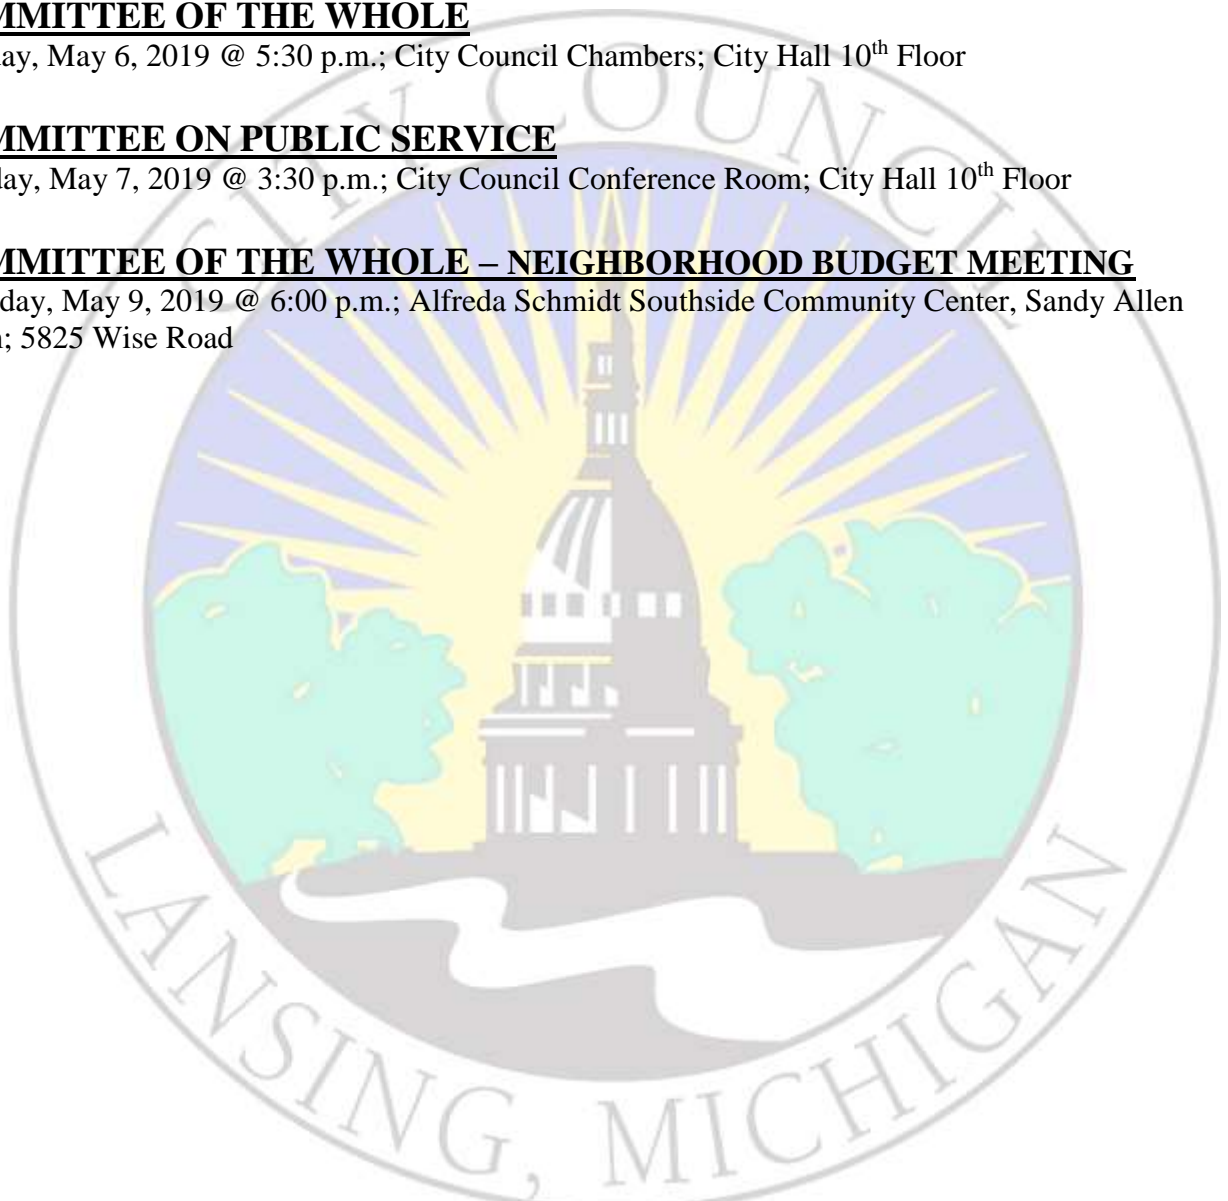 MMITTEE OF THE WHOLE
ay, May 6, 2019 @ 5:30 p.m.; City Council Chambers; City Hall 10th Floor
MMITTEE ON PUBLIC SERVICE
day, May 7, 2019 @ 3:30 p.m.; City Council Conference Room; City Hall 10th Floor
MMITTEE OF THE WHOLE – NEIGHBORHOOD BUDGET MEETING
day, May 9, 2019 @ 6:00 p.m.; Alfreda Schmidt Southside Community Center, Sandy Allen
; 5825 Wise Road
CITY COUNCIL
LANSING, MICHIGAN